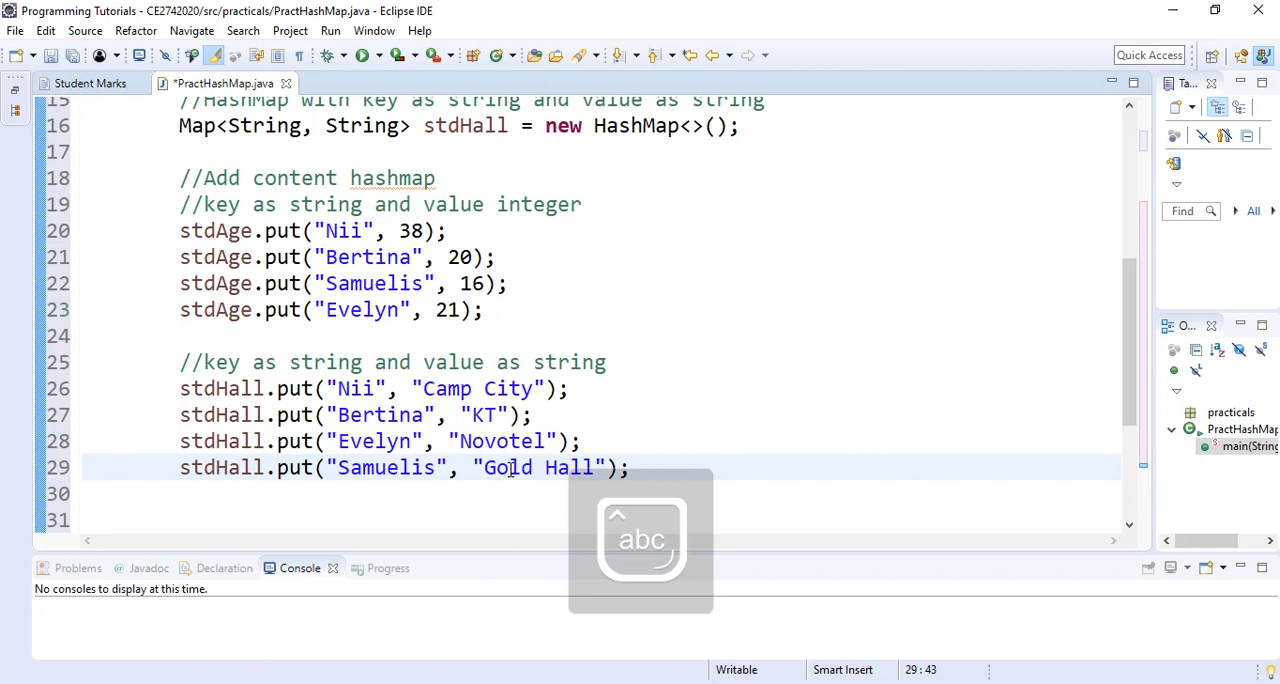 Programming Tutorials - CE2742020/src/practicals/PractHashMap.java - Eclipse IDE
File Edit Source Refactor Navigate Search Project Run Window Help
Quick Access
Student Marks *PractHashMap.java Ta...
15 //HashMap with key as string and value as string
16 Map<String, String> stdHall = new HashMap<>();
17
18 //Add content hashmap
19 //key as string and value integer
20 stdAge.put("Nii", 38);
21 stdAge.put("Bertina", 20);
22 stdAge.put("Samuelis", 16);
23 stdAge.put("Evelyn", 21);
24
25 //key as string and value as string
26 stdHall.put("Nii", "Camp City");
27 stdHall.put("Bertina", "KT");
28 stdHall.put("Evelyn", "Novotel");
29 stdHall.put("Samuelis", "Gold Hall");
30
31
abc
Find All
O...
practicals
PractHashMap
main(String
Problems @ Javadoc Declaration Console Progress
No consoles to display at this time.
Writable Smart Insert 29 : 43